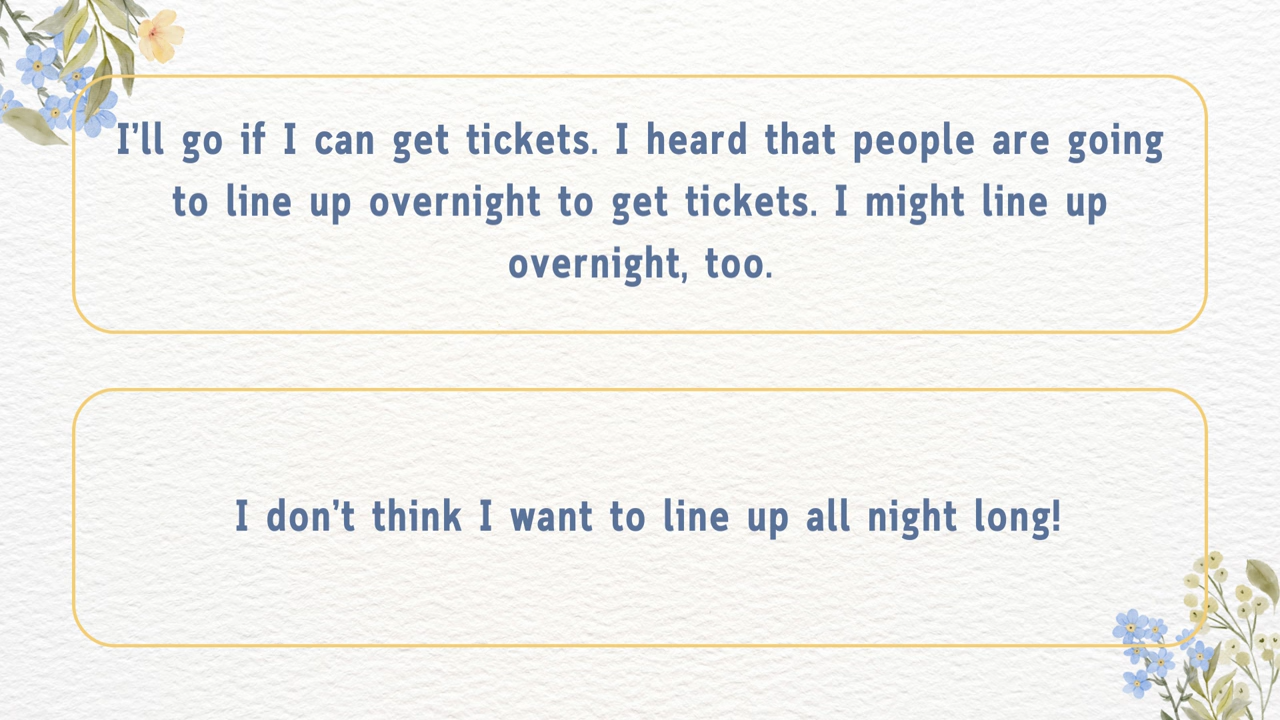 I'll go if I can get tickets. I heard that people are going
to line up overnight to get tickets. I might line up
overnight, too.
I don't think I want to line up all night long!